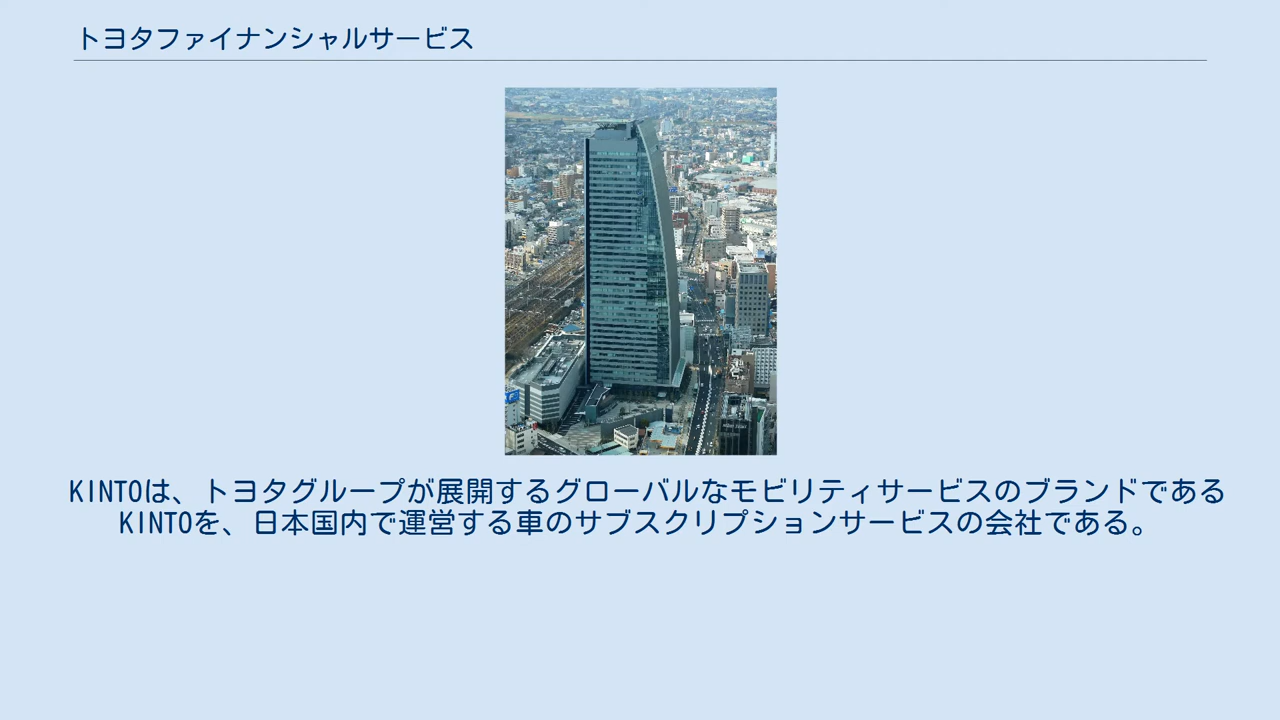 トヨタファイナンシャルサービス
KINTOは、トヨタグループが展開するグローバルなモビリティサービスのブランドである
KINTOを、日本国内で運営する車のサブスクリプションサービスの会社である。